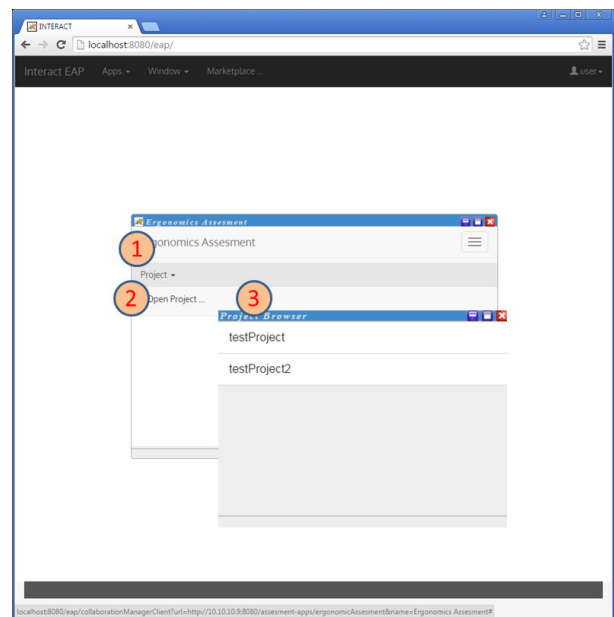 INTERACT
localhost:8080/eap/
Interact EAP Apps Window Marketplace ... user
Ergonomics Assesment
1
gonomics Assesment
Project
2
Open Project ...
3
Project Browser
testProject
testProject2
localhost:8080/eap/collaborationManagerClient?url=http://10.10.10.9:8080/assesment-apps/ergonomicAssesment&name=Ergonomics Assesment#